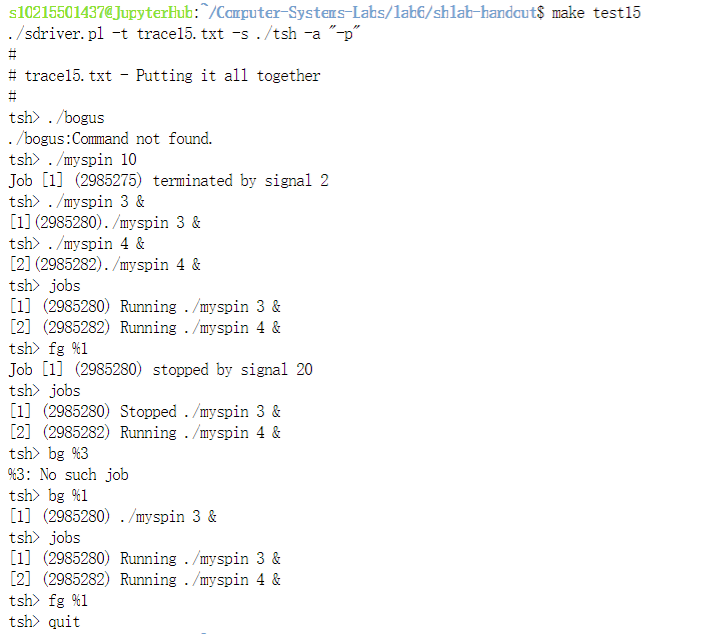 s10215501437@JupyterHub:~/Computer-Systems-Labs/lab6/shlab-handout$ make test15
./sdriver.pl -t trace15.txt -s ./tsh -a "-p"
#
# trace15.txt - Putting it all together
#
tsh> ./bogus
./bogus:Command not found.
tsh> ./myspin 10
Job [1] (2985275) terminated by signal 2
tsh> ./myspin 3 &
[1](2985280)./myspin 3 &
tsh> ./myspin 4 &
[2](2985282)./myspin 4 &
tsh> jobs
[1] (2985280) Running ./myspin 3 &
[2] (2985282) Running ./myspin 4 &
tsh> fg %1
Job [1] (2985280) stopped by signal 20
tsh> jobs
[1] (2985280) Stopped ./myspin 3 &
[2] (2985282) Running ./myspin 4 &
tsh> bg %3
%3: No such job
tsh> bg %1
[1] (2985280) ./myspin 3 &
tsh> jobs
[1] (2985280) Running ./myspin 3 &
[2] (2985282) Running ./myspin 4 &
tsh> fg %1
tsh> quit